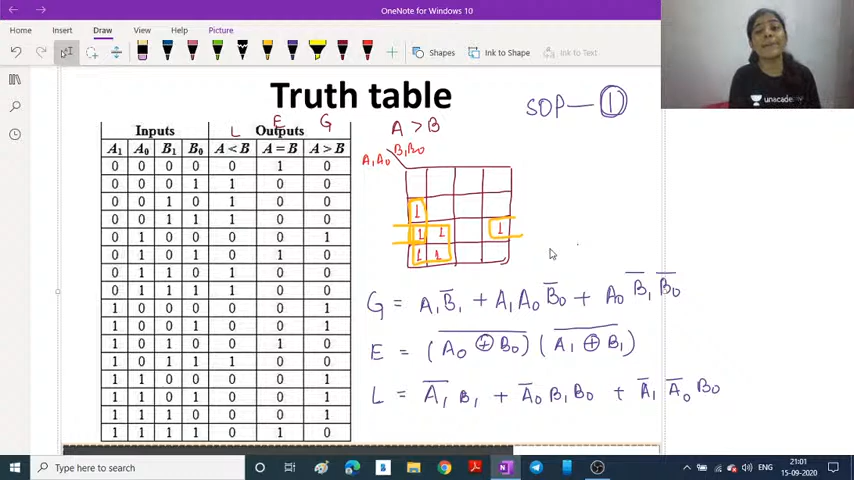 OneNote for Windows 10
Home Insert Draw View Help Picture
Shapes Ink to Shape Ink to Text
Truth table
SOP — 1
Inputs L E Outputs G
A₁ A₀ B₁ B₀ A < B A = B A > B
0 0 0 0 0 1 0
0 0 0 1 1 0 0
0 0 1 0 1 0 0
0 0 1 1 1 0 0
0 1 0 0 0 0 1
0 1 0 1 0 1 0
0 1 1 0 1 0 0
0 1 1 1 1 0 0
1 0 0 0 0 0 1
1 0 0 1 0 0 1
1 0 1 0 0 1 0
1 0 1 1 1 0 0
1 1 0 0 0 0 1
1 1 0 1 0 0 1
1 1 1 0 0 0 1
1 1 1 1 0 1 0
A > B
A₁A₀ B₁B₀
1
1 1 1
1 1
G = A₁B̅₁ + A₁A₀B̅₀ + A₀B̅₁B̅₀
E = (A₀ ⊕ B₀)̅ (A₁ ⊕ B₁)̅
L = A̅₁B₁ + A̅₀B₁B₀ + A̅₁A̅₀B₀
unacademy
Type here to search
ENG
21:01
15-09-2020